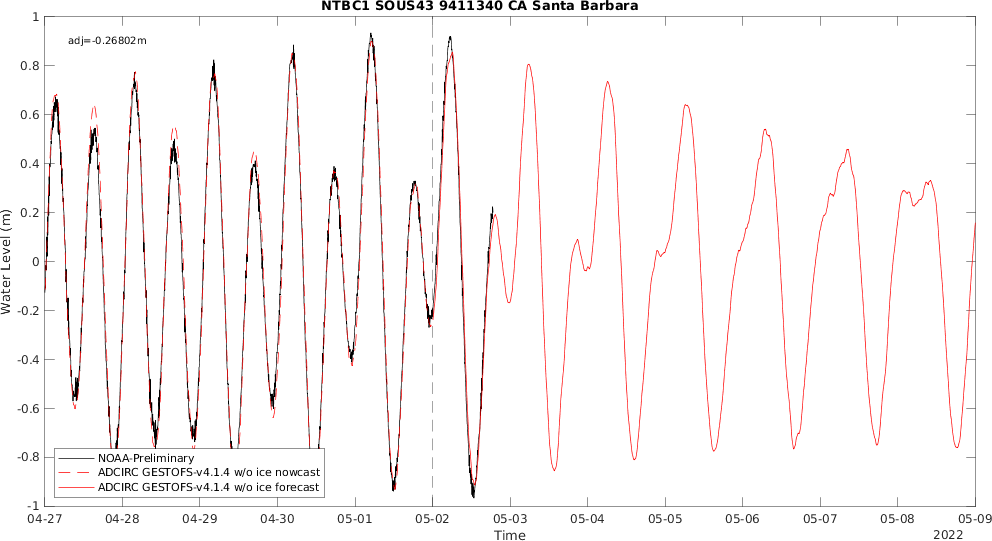 NTBC1 SOUS43 9411340 CA Santa Barbara
adj=-0.26802m
1
0.8
0.6
0.4
0.2
0
-0.2
-0.4
-0.6
-0.8
-1
Water Level (m)
NOAA-Preliminary
ADCIRC GESTOFS-v4.1.4 w/o ice nowcast
ADCIRC GESTOFS-v4.1.4 w/o ice forecast
04-27 04-28 04-29 04-30 05-01 05-02 05-03 05-04 05-05 05-06 05-07 05-08 05-09
Time
2022